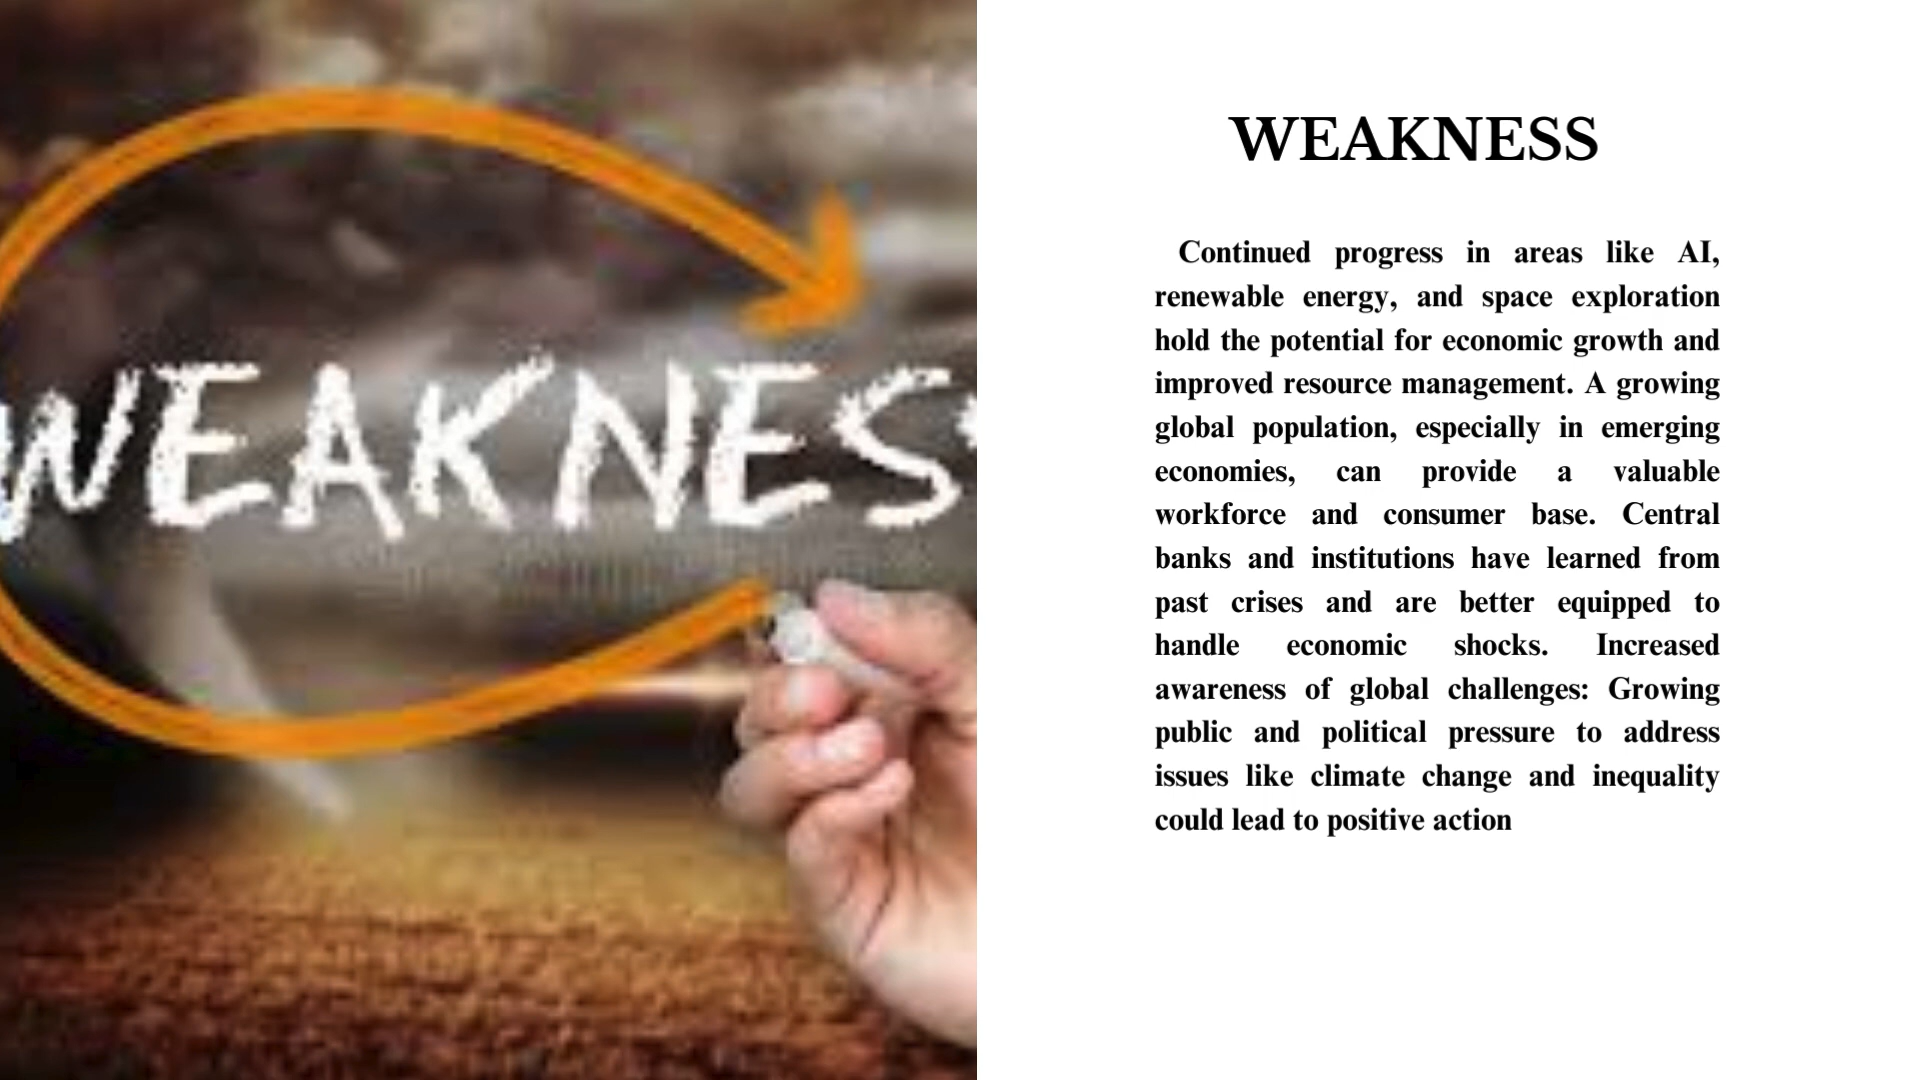 WEAKNES
WEAKNESS
Continued progress in areas like AI,
renewable energy, and space exploration
hold the potential for economic growth and
improved resource management. A growing
global population, especially in emerging
economies, can provide a valuable
workforce and consumer base. Central
banks and institutions have learned from
past crises and are better equipped to
handle economic shocks. Increased
awareness of global challenges: Growing
public and political pressure to address
issues like climate change and inequality
could lead to positive action